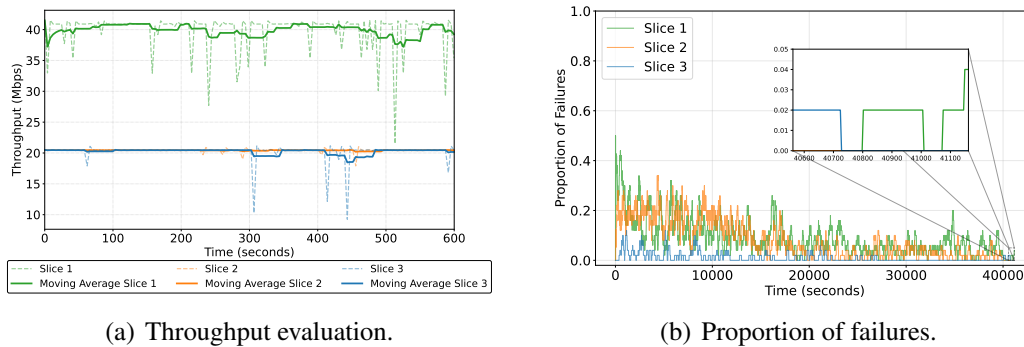 40
35
30
25
20
15
10
Throughput (Mbps)
0 100 200 300 400 500 600
Time (seconds)
Slice 1 Slice 2 Slice 3
Moving Average Slice 1 Moving Average Slice 2 Moving Average Slice 3
(a) Throughput evaluation.
1.0
0.8
0.6
0.4
0.2
0.0
Proportion of Failures
Slice 1
Slice 2
Slice 3
0.05
0.04
0.03
0.02
0.01
0.00
40600 40700 40800 40900 41000 41100
0 10000 20000 30000 40000
Time (seconds)
(b) Proportion of failures.